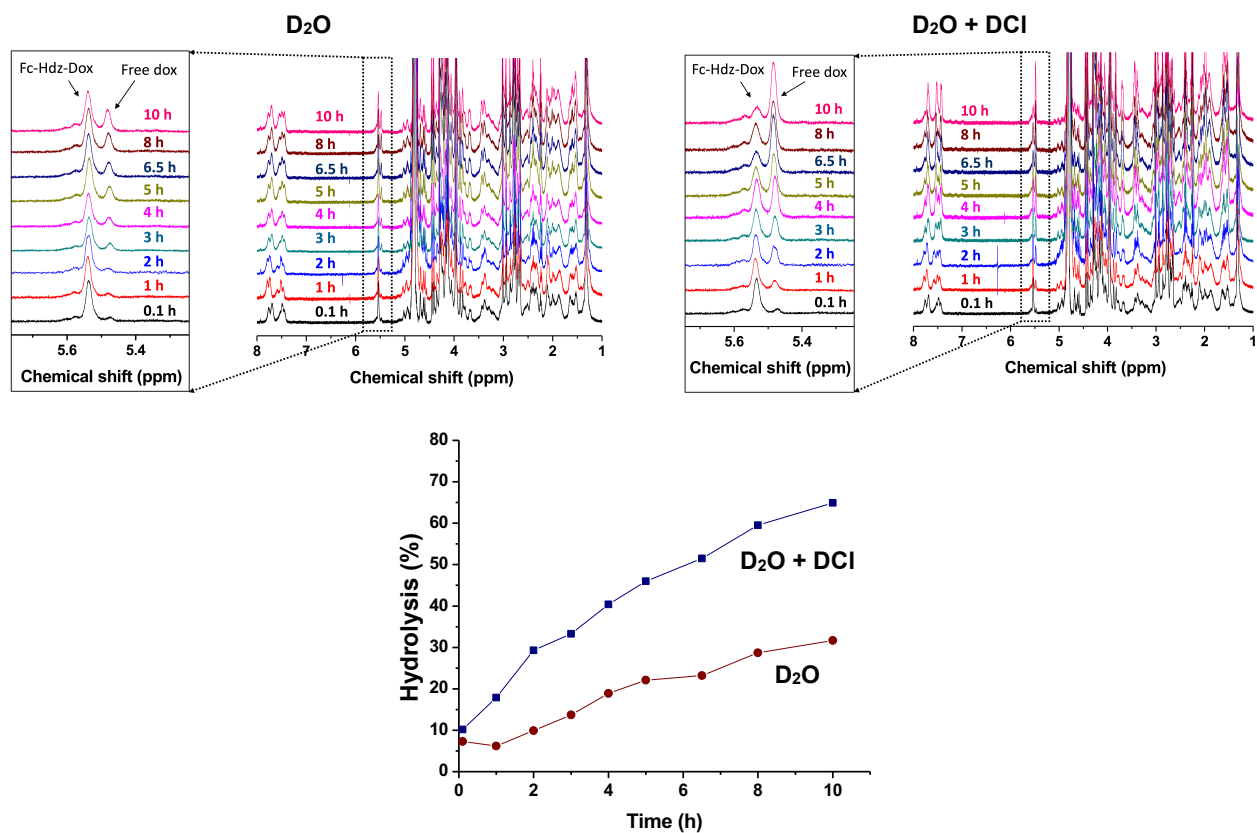 D₂O
Fc-Hdz-Dox
Free dox
10 h
8 h
6.5 h
5 h
4 h
3 h
2 h
1 h
0.1 h
5.6
5.4
Chemical shift (ppm)
10 h
8 h
6.5 h
5 h
4 h
3 h
2 h
1 h
0.1 h
8 7 6 5 4 3 2 1
Chemical shift (ppm)
D₂O + DCl
Fc-Hdz-Dox
Free dox
10 h
8 h
6.5 h
5 h
4 h
3 h
2 h
1 h
0.1 h
5.6
5.4
Chemical shift (ppm)
10 h
8 h
6.5 h
5 h
4 h
3 h
2 h
1 h
0.1 h
8 7 6 5 4 3 2 1
Chemical shift (ppm)
80
70
60
50
40
30
20
10
0
Hydrolysis (%)
D₂O + DCl
D₂O
0 2 4 6 8 10
Time (h)